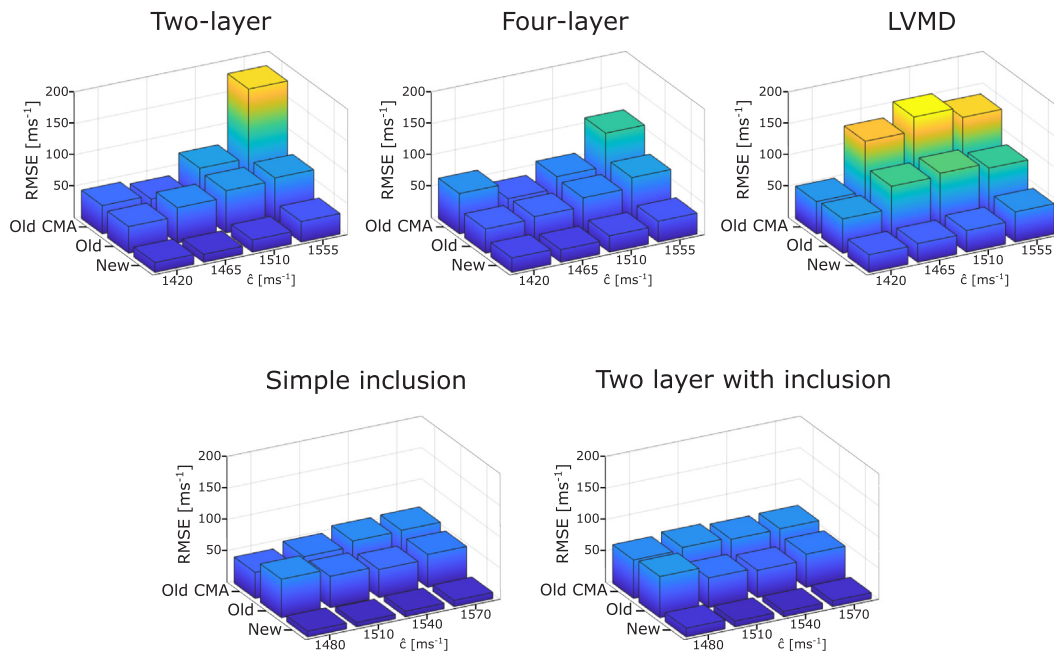 Two-layer
Four-layer
LVMD
RMSE [ms⁻¹]
200
150
100
50
Old CMA
Old
New
1420
1465
1510
1555
ĉ [ms⁻¹]
RMSE [ms⁻¹]
200
150
100
50
Old CMA
Old
New
1420
1465
1510
1555
ĉ [ms⁻¹]
RMSE [ms⁻¹]
200
150
100
50
Old CMA
Old
New
1420
1465
1510
1555
ĉ [ms⁻¹]
Simple inclusion
Two layer with inclusion
RMSE [ms⁻¹]
200
150
100
50
Old CMA
Old
New
1480
1510
1540
1570
ĉ [ms⁻¹]
RMSE [ms⁻¹]
200
150
100
50
Old CMA
Old
New
1480
1510
1540
1570
ĉ [ms⁻¹]